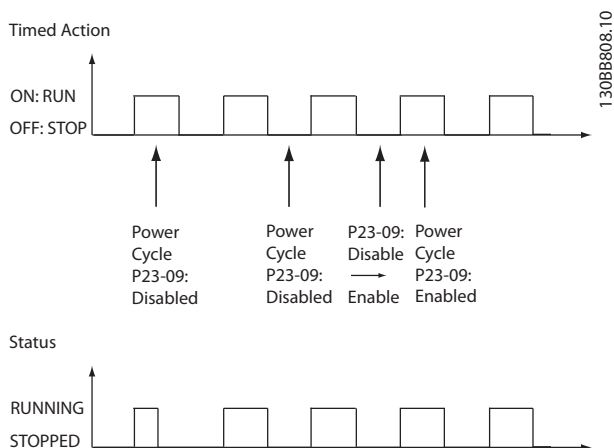 Timed Action
130BB808.10
ON: RUN
OFF: STOP
Power
Cycle
P23-09:
Disabled
Power
Cycle
P23-09:
Disabled
P23-09:
Disable
Enable
Power
Cycle
P23-09:
Enabled
Status
RUNNING
STOPPED